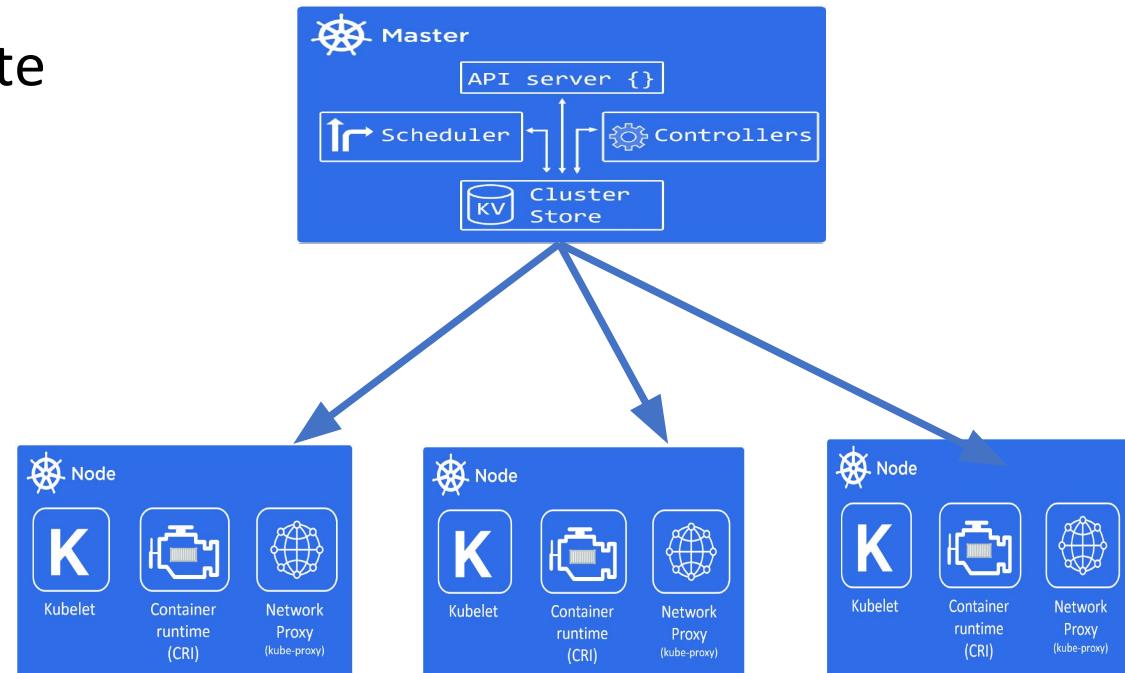 te
Master
API server {}
Scheduler
Controllers
KV
Cluster
Store
Node
K
Kubelet
Container
runtime
(CRI)
Network
Proxy
(kube-proxy)
Node
K
Kubelet
Container
runtime
(CRI)
Network
Proxy
(kube-proxy)
Node
K
Kubelet
Container
runtime
(CRI)
Network
Proxy
(kube-proxy)